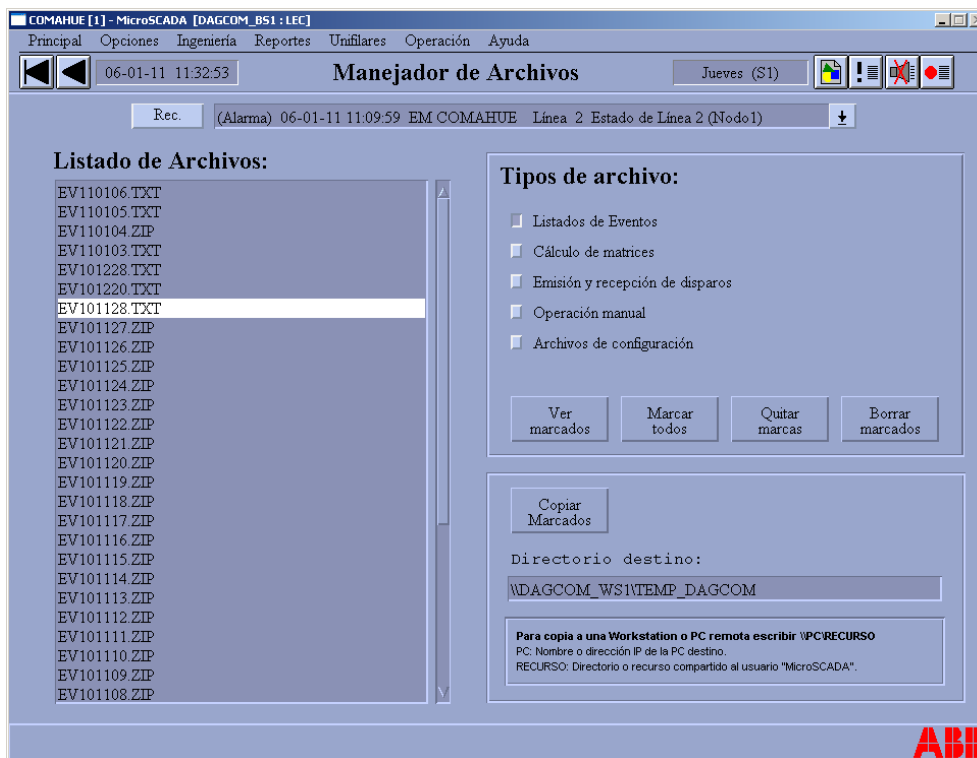 COMAHUE [1] - MicroSCADA [DAGCOM_BS1 : LEC]
Principal Opciones Ingeniería Reportes Unifilares Operación Ayuda
06-01-11 11:32:53 Manejador de Archivos Jueves (S1)
Rec. (Alarma) 06-01-11 11:09:59 EM COMAHUE Línea 2 Estado de Línea 2 (Nodo1)
Listado de Archivos:
EV110106.TXT
EV110105.TXT
EV110104.ZIP
EV110103.TXT
EV101228.TXT
EV101220.TXT
EV101128.TXT
EV101127.ZIP
EV101126.ZIP
EV101125.ZIP
EV101124.ZIP
EV101123.ZIP
EV101122.ZIP
EV101121.ZIP
EV101120.ZIP
EV101119.ZIP
EV101118.ZIP
EV101117.ZIP
EV101116.ZIP
EV101115.ZIP
EV101114.ZIP
EV101113.ZIP
EV101112.ZIP
EV101111.ZIP
EV101110.ZIP
EV101109.ZIP
EV101108.ZIP
Tipos de archivo:
Listados de Eventos
Cálculo de matrices
Emisión y recepción de disparos
Operación manual
Archivos de configuración
Ver marcados
Marcar todos
Quitar marcas
Borrar marcados
Copiar
Marcados
Directorio destino:
\\DAGCOM_WS1\TEMP_DAGCOM
Para copia a una Workstation o PC remota escribir \\PC\RECURSO
PC: Nombre o dirección IP de la PC destino.
RECURSO: Directorio o recurso compartido al usuario "MicroSCADA".
ABB